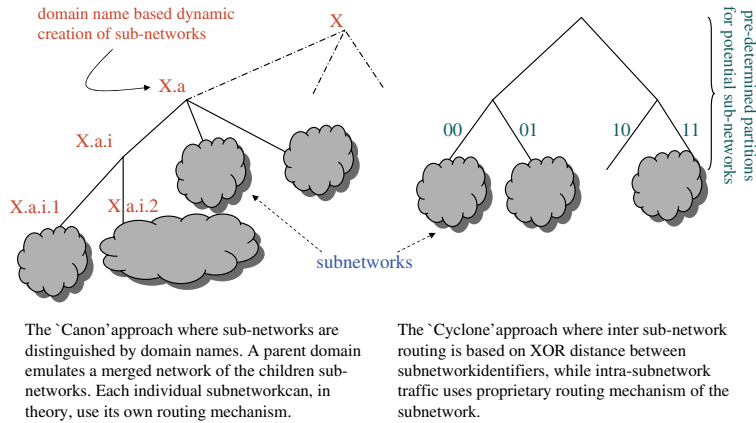 domain name based dynamic
creation of sub-networks
X
X.a
X.a.i
X.a.i.1
X.a.i.2
00
01
10
11
pre-determined partitions
for potential sub-networks
subnetworks
The `Canon'approach where sub-networks are
distinguished by domain names. A parent domain
emulates a merged network of the children sub-
networks. Each individual subnetworkcan, in
theory, use its own routing mechanism.
The `Cyclone'approach where inter sub-network
routing is based on XOR distance between
subnetworkidentifiers, while intra-subnetwork
traffic uses proprietary routing mechanism of the
subnetwork.